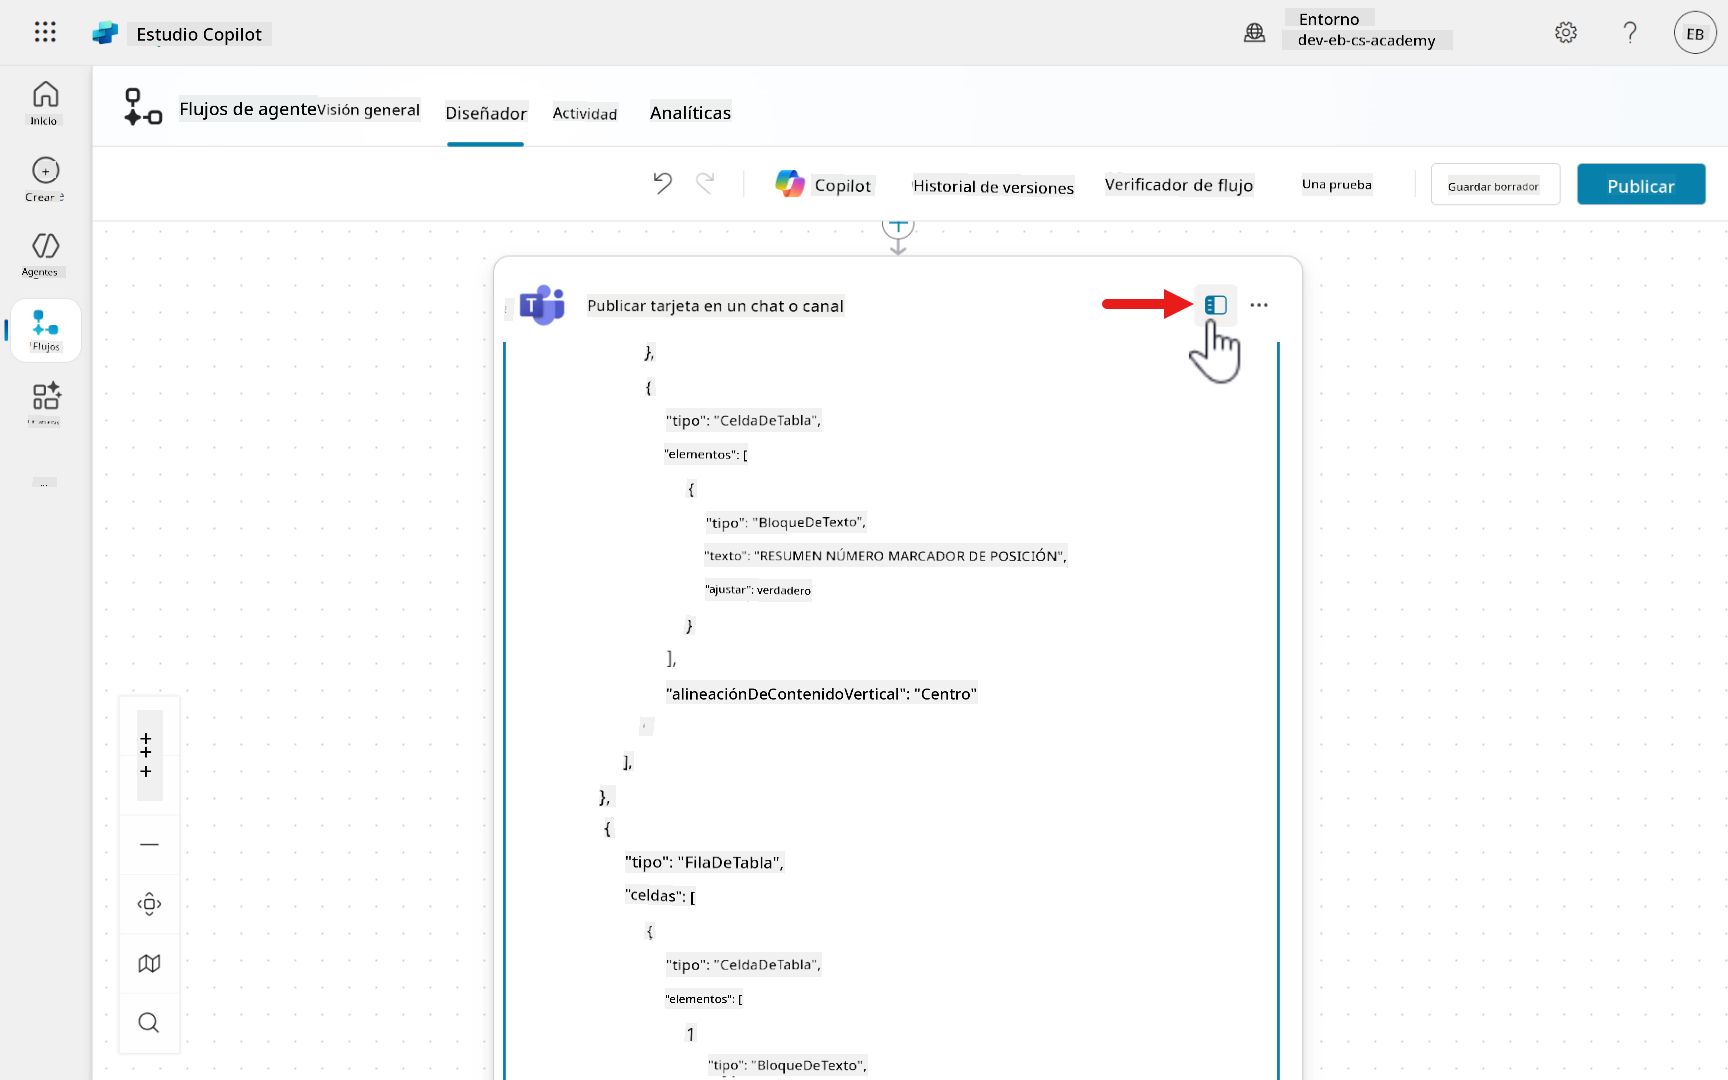 Estudio Copilot
Entorno
dev-eb-cs-academy
EB
Inicio
Crear
Agentes
Flujos
...
Flujos de agente
Visión general
Diseñador
Actividad
Analíticas
Copilot
Historial de versiones
Verificador de flujo
Una prueba
Guardar borrador
Publicar
Publicar tarjeta en un chat o canal
},
{
"tipo": "CeldaDeTabla",
"elementos": [
{
"tipo": "BloqueDeTexto",
"texto": "RESUMEN NÚMERO MARCADOR DE POSICIÓN",
"ajustar": verdadero
}
],
"alineaciónDeContenidoVertical": "Centro"
],
},
{
"tipo": "FilaDeTabla",
"celdas": [
{
"tipo": "CeldaDeTabla",
"elementos": [
1
"tipo": "BloqueDeTexto",